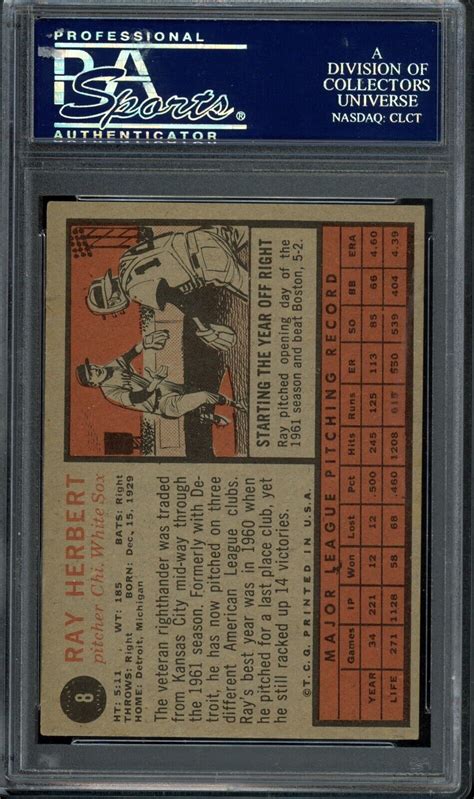 PROFESSIONAL
PSA
Sports®
AUTHENTICATOR
A
DIVISION OF
COLLECTORS
UNIVERSE
NASDAQ: CLCT
8
RAY HERBERT
pitcher Chi. White Sox
HT: 5:11 WT: 185 BATS: Right
THROWS: Right BORN: Dec. 15, 1929
HOME: Detroit, Michigan
The veteran righthander was traded
from Kansas City mid-way through
the 1961 season. Formerly with De-
troit, he has now pitched on three
different American League clubs.
Ray's best year was in 1960 when
he pitched for a last place club, yet
he still racked up 14 victories.
1
STARTING THE YEAR OFF RIGHT
Ray pitched opening day of the
1961 season and beat Boston, 5-2.
©T.C.G. PRINTED IN U.S.A.
MAJOR LEAGUE PITCHING RECORD
Games IP Won Lost Pct Hits Runs ER SO BB ERA
YEAR 34 221 12 12 .500 245 125 113 85 66 4.60
LIFE 271 1128 58 68 .460 1208 615 550 539 404 4.39